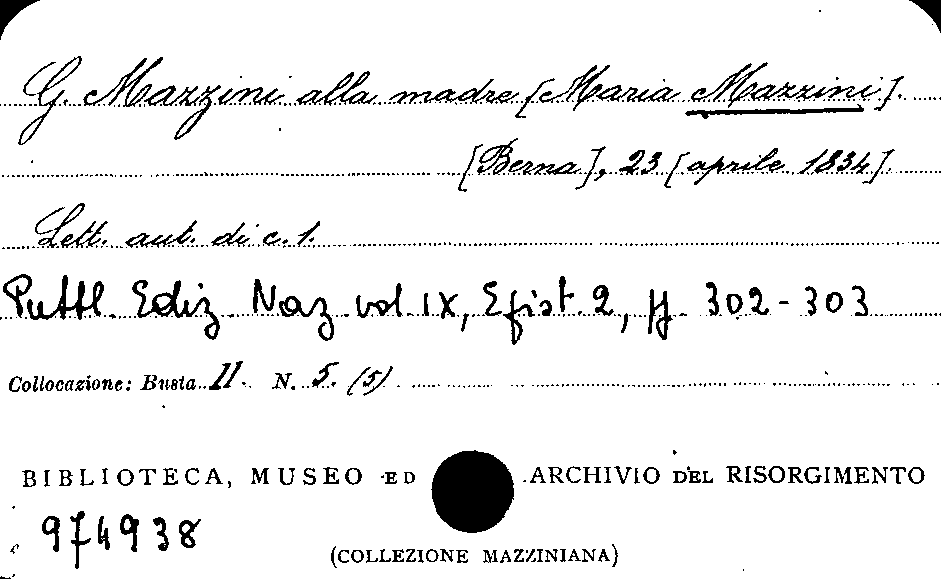 G. Mazzini alla madre [Maria Mazzini].
[Berna], 23 [aprile 1834].
Lett. aut. di c. 1.
Pubbl. Ediz. Naz. vol. IX, Epist. 2, pp. 302-303
Collocazione: Busta 11. N. 5. (5)
BIBLIOTECA, MUSEO ED ARCHIVIO DEL RISORGIMENTO
974938
(COLLEZIONE MAZZINIANA)